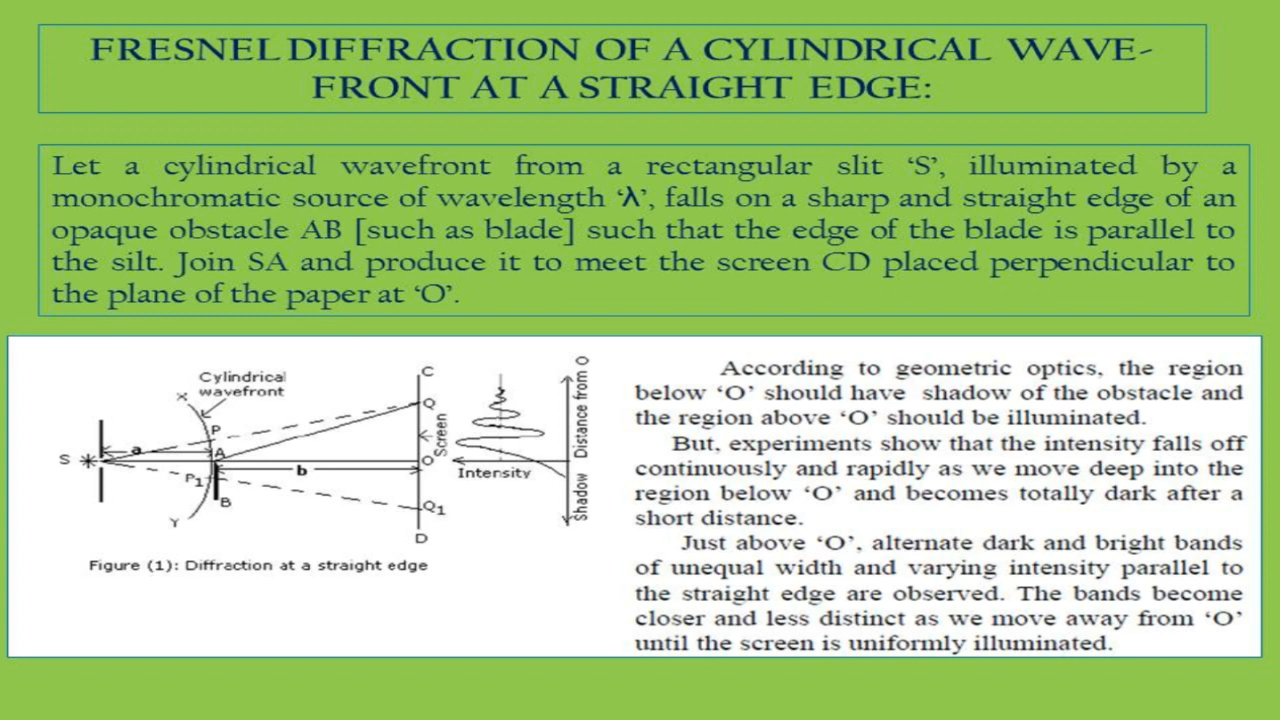 FRESNEL DIFFRACTION OF A CYLINDRICAL WAVE-
FRONT AT A STRAIGHT EDGE:
Let a cylindrical wavefront from a rectangular slit ‘S’, illuminated by a
monochromatic source of wavelength ‘λ’, falls on a sharp and straight edge of an
opaque obstacle AB [such as blade] such that the edge of the blade is parallel to
the silt. Join SA and produce it to meet the screen CD placed perpendicular to
the plane of the paper at ‘O’.
Cylindrical
wavefront
X
P
a
A
S
P1
B
Y
b
C
Q
Screen
O
Q1
D
Intensity
Distance from O
Shadow
Figure (1): Diffraction at a straight edge
According to geometric optics, the region
below ‘O’ should have shadow of the obstacle and
the region above ‘O’ should be illuminated.
But, experiments show that the intensity falls off
continuously and rapidly as we move deep into the
region below ‘O’ and becomes totally dark after a
short distance.
Just above ‘O’, alternate dark and bright bands
of unequal width and varying intensity parallel to
the straight edge are observed. The bands become
closer and less distinct as we move away from ‘O’
until the screen is uniformly illuminated.